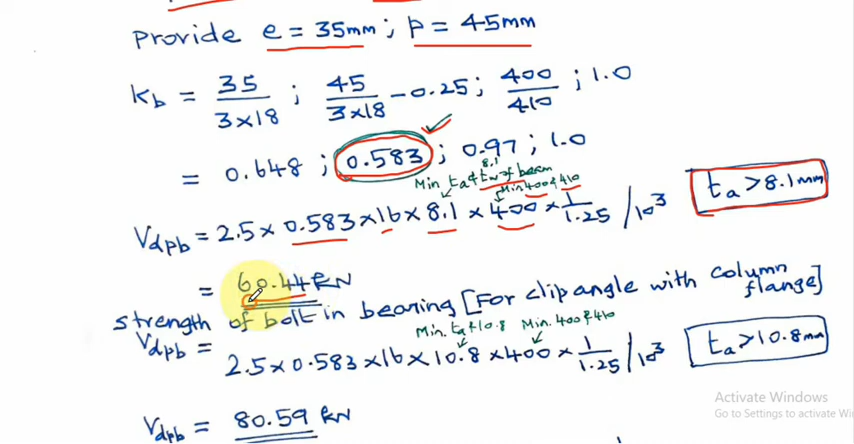 Provide e = 35mm ; p = 45mm
Kb = 35/3×18 ; 45/3×18 - 0.25 ; 400/410 ; 1.0
= 0.648 ; 0.583 ; 0.97 ; 1.0
8.1
Min ta & tw of beam
Min 400 & 410
Vdpb = 2.5 × 0.583 × 16 × 8.1 × 400 × 1/1.25 /10³
ta > 8.1mm
= 60.44 kN
strength of bolt in bearing [For clip angle with column flange]
Min. ta & 10.8 Min. 400 & 410
Vdpb = 2.5 × 0.583 × 16 × 10.8 × 400 × 1/1.25 /10³
ta > 10.8mm
Vdpb = 80.59 kN
Activate Windows
Go to Settings to activate Win